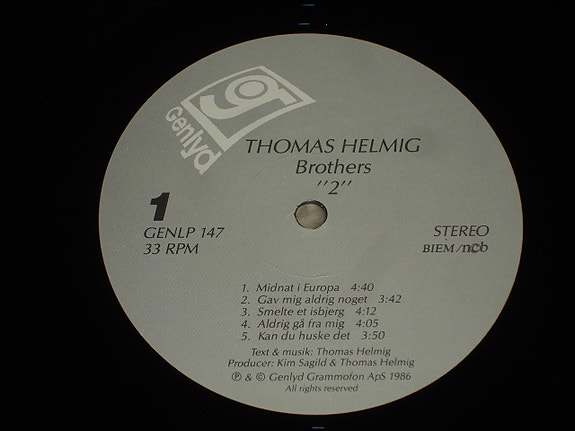 Genlyd
THOMAS HELMIG
Brothers
"2"
1
GENLP 147
33 RPM
STEREO
BIEM/ncb
1. Midnat i Europa 4:40
2. Gav mig aldrig noget 3:42
3. Smelte et isbjerg 4:12
4. Aldrig gå fra mig 4:05
5. Kan du huske det 3:50
Text & musik: Thomas Helmig
Producer: Kim Sagild & Thomas Helmig
℗ & © Genlyd Grammofon ApS 1986
All rights reserved